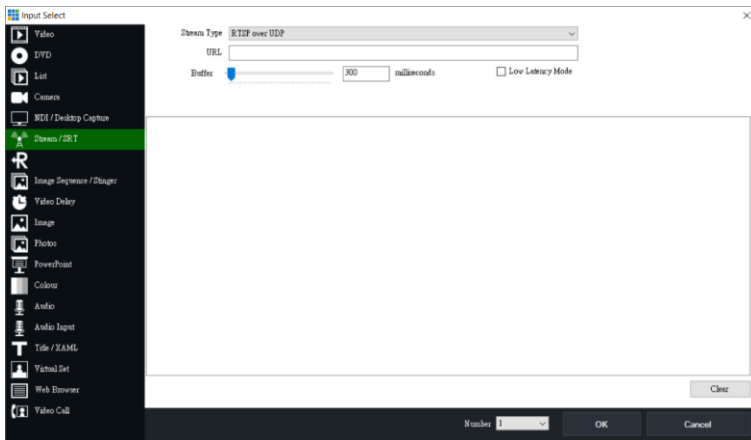 Input Select
Video
DVD
List
Camera
NDI / Desktop Capture
Stream / SRT
Image Sequence / Stinger
Video Delay
Image
Photos
PowerPoint
Colour
Audio
Audio Input
Title / XAML
Virtual Set
Web Browser
Video Call
Stream Type RTSP over UDP
URL
Buffer 300 milliseconds Low Latency Mode
Clear
Number 1 OK Cancel